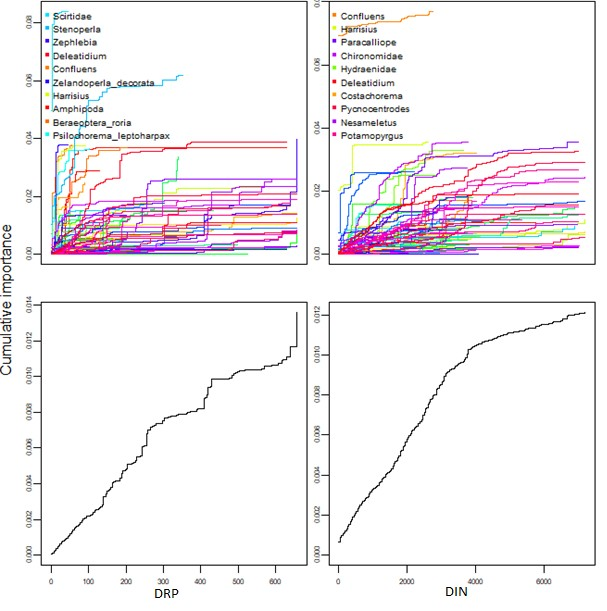 Scirtidae
Stenoperla
Zephlebia
Deleatidium
Confluens
Zelandoperla_decorata
Harrisius
Amphipoda
Beraeoptera_roria
Psilochorema_leptoharpax
0.00
0.02
0.04
0.06
0.08
Confluens
Harrisius
Paracalliope
Chironomidae
Hydraenidae
Deleatidium
Costachorema
Pycnocentrodes
Nesameletus
Potamopyrgus
0.00
0.02
0.04
0.06
Cumulative importance
0.000
0.002
0.004
0.006
0.008
0.010
0.012
0.014
0 100 200 300 400 500 600
DRP
0.000
0.002
0.004
0.006
0.008
0.010
0.012
0 2000 4000 6000
DIN